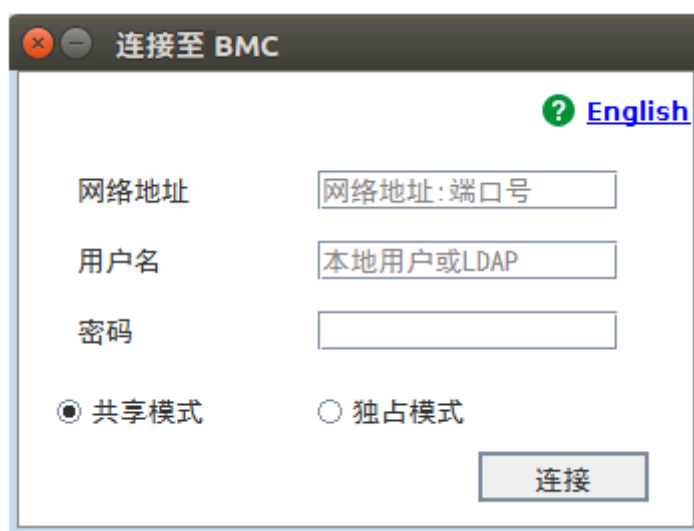 连接至 BMC
English
网络地址 网络地址:端口号
用户名 本地用户或LDAP
密码
共享模式 独占模式
连接